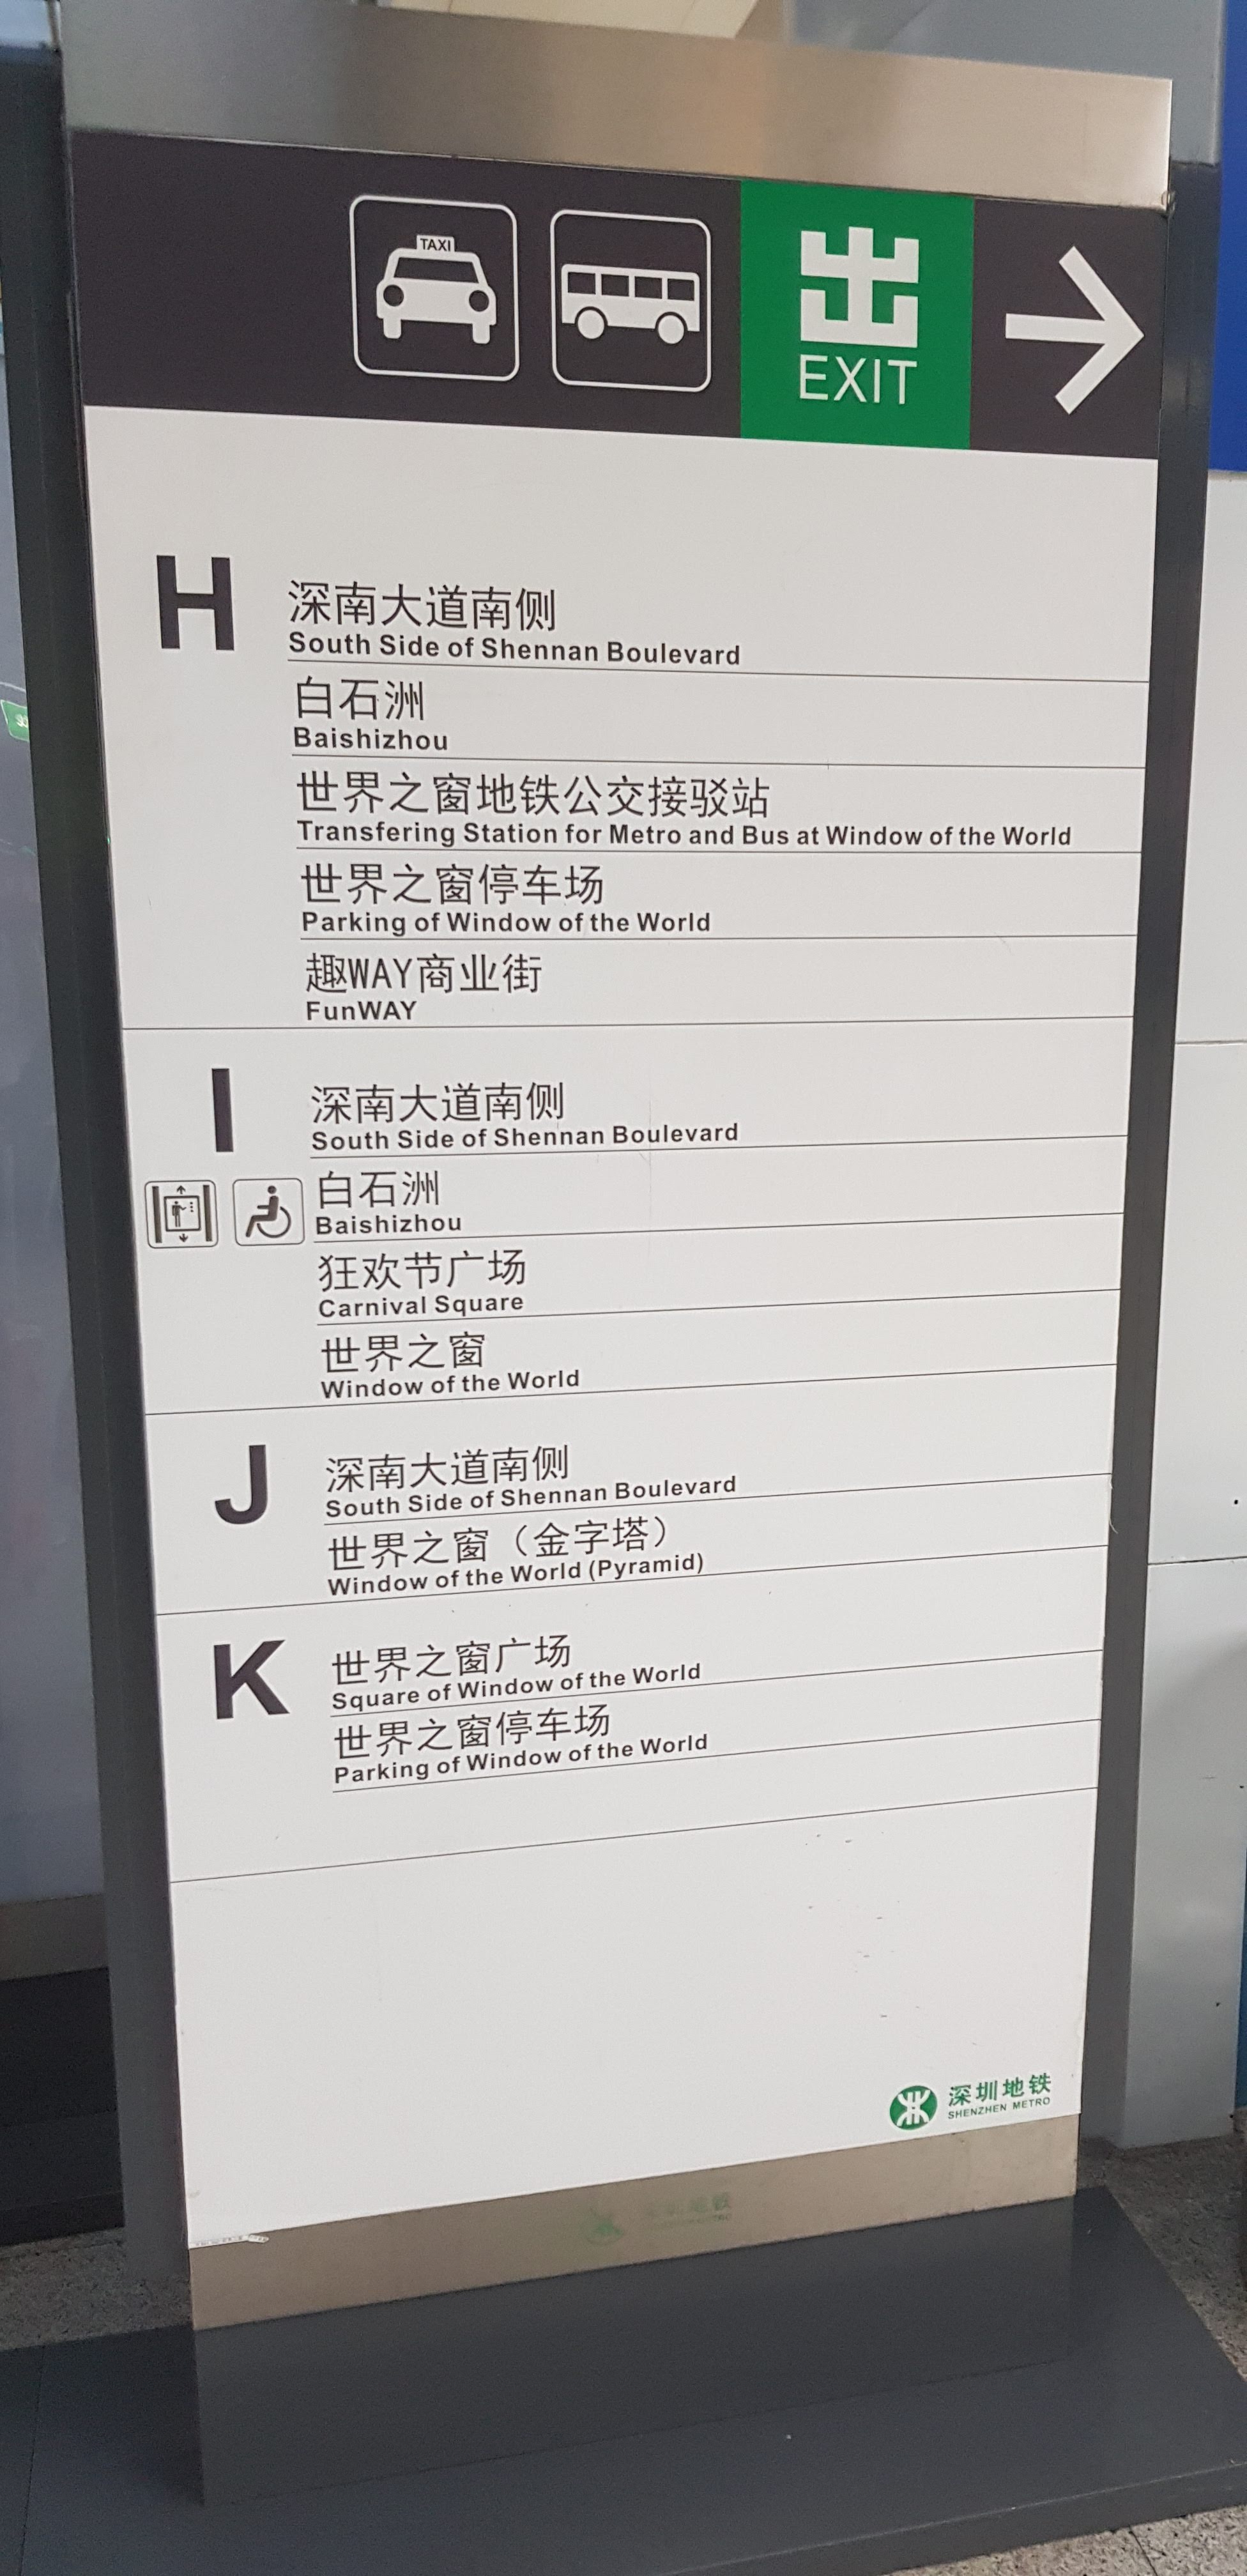 TAXI
出
EXIT
H
深南大道南侧
South Side of Shennan Boulevard
白石洲
Baishizhou
世界之窗地铁公交接驳站
Transfering Station for Metro and Bus at Window of the World
世界之窗停车场
Parking of Window of the World
趣WAY商业街
FunWAY
I
深南大道南侧
South Side of Shennan Boulevard
白石洲
Baishizhou
狂欢节广场
Carnival Square
世界之窗
Window of the World
J
深南大道南侧
South Side of Shennan Boulevard
世界之窗（金字塔）
Window of the World (Pyramid)
K
世界之窗广场
Square of Window of the World
世界之窗停车场
Parking of Window of the World
深圳地铁
SHENZHEN METRO